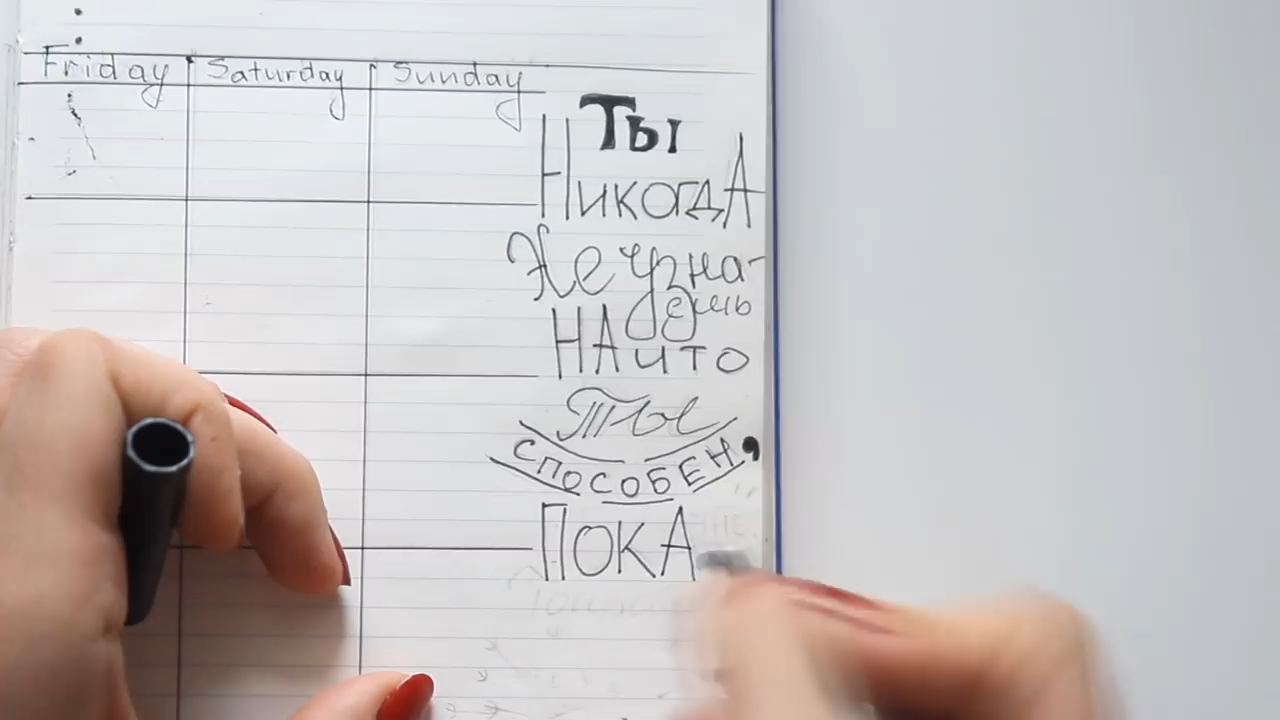 Friday Saturday Sunday
Ты
НикогдА
Не узна-
ешь
НА что
Ты
способен,
ПОКА